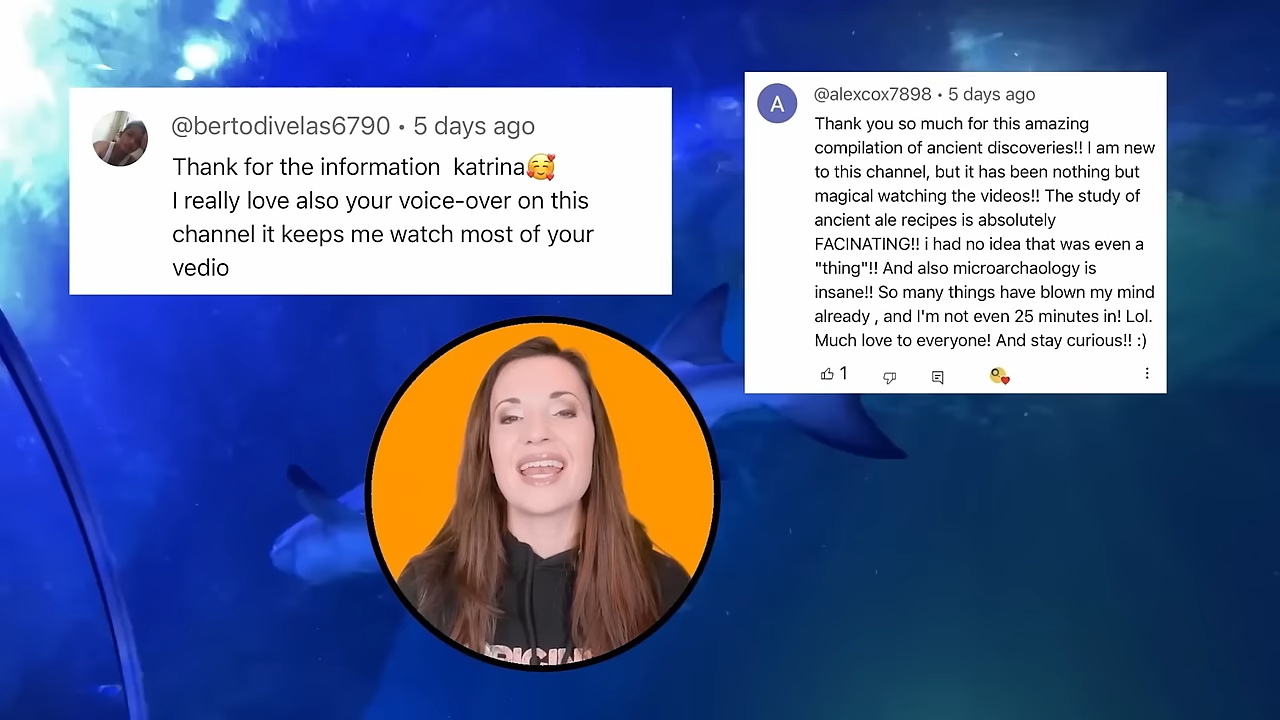 @bertodivelas6790 • 5 days ago
Thank for the information katrina🥰
I really love also your voice-over on this
channel it keeps me watch most of your
vedio
A
@alexcox7898 • 5 days ago
Thank you so much for this amazing
compilation of ancient discoveries!! I am new
to this channel, but it has been nothing but
magical watching the videos!! The study of
ancient ale recipes is absolutely
FACINATING!! i had no idea that was even a
"thing"!! And also microarchaology is
insane!! So many things have blown my mind
already , and I'm not even 25 minutes in! Lol.
Much love to everyone! And stay curious!! :)
1